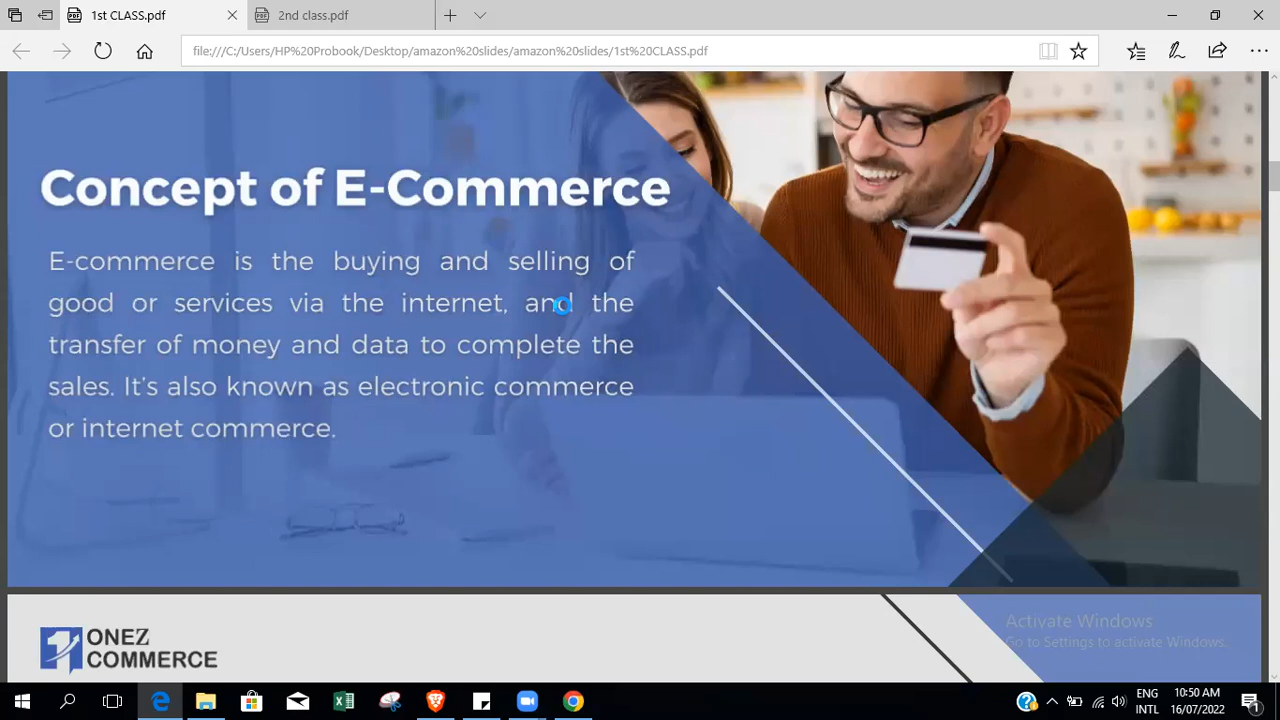 1st CLASS.pdf
2nd class.pdf
file:///C:/Users/HP%20Probook/Desktop/amazon%20slides/amazon%20slides/1st%20CLASS.pdf
Concept of E-Commerce
E-commerce is the buying and selling of
good or services via the internet, and the
transfer of money and data to complete the
sales. It's also known as electronic commerce
or internet commerce.
ONEZ
COMMERCE
Activate Windows
Go to Settings to activate Windows.
ENG
INTL
10:50 AM
16/07/2022